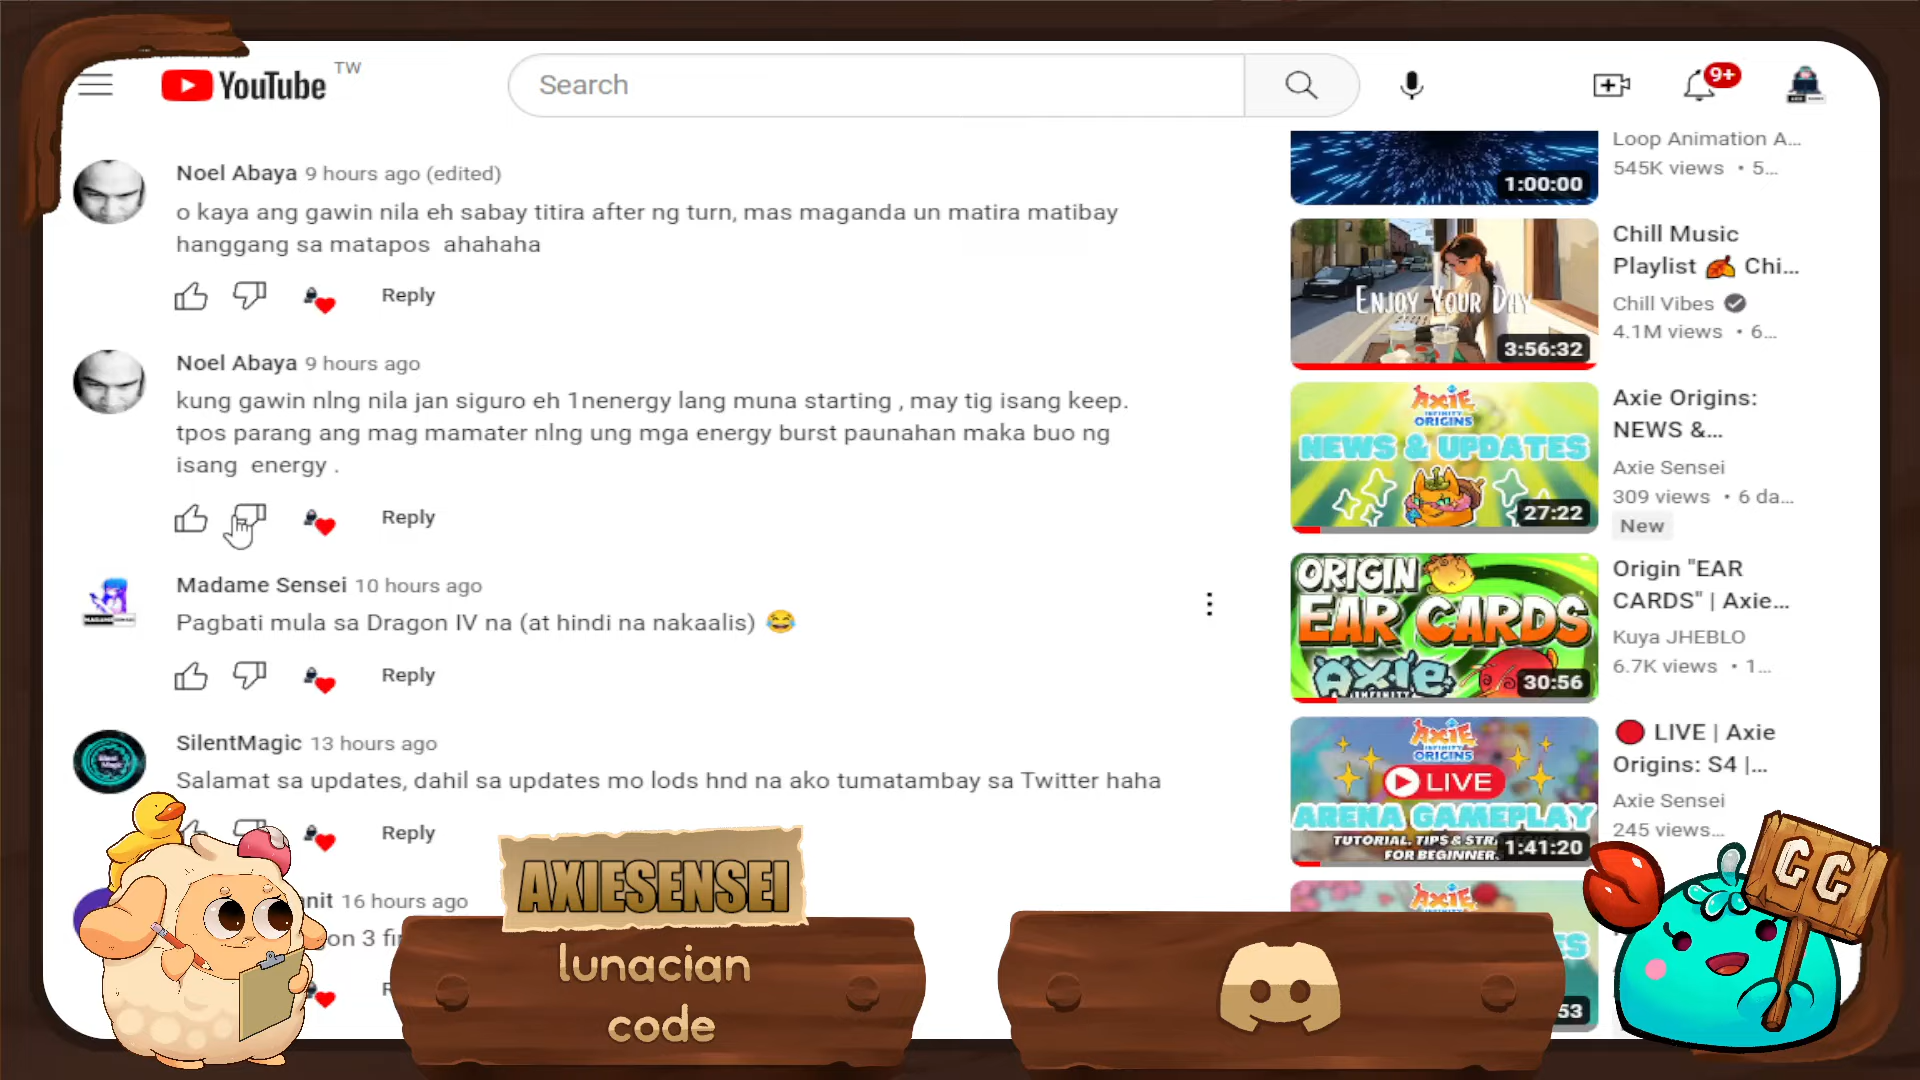 YouTube TW
Search
9+
Noel Abaya 9 hours ago (edited)
o kaya ang gawin nila eh sabay titira after ng turn, mas maganda un matira matibay
hanggang sa matapos ahahaha
Reply
Noel Abaya 9 hours ago
kung gawin nlng nila jan siguro eh 1nenergy lang muna starting , may tig isang keep.
tpos parang ang mag mamater nlng ung mga energy burst paunahan maka buo ng
isang energy .
Reply
Madame Sensei 10 hours ago
Pagbati mula sa Dragon IV na (at hindi na nakaalis) 😂
Reply
SilentMagic 13 hours ago
Salamat sa updates, dahil sa updates mo lods hnd na ako tumatambay sa Twitter haha
Reply
nit 16 hours ago
on 3 fi
AXIESENSEI
lunacian
code
1:00:00
Loop Animation A...
545K views • 5...
ENJOY YOUR DAY
3:56:32
Chill Music
Playlist 🍂 Chi...
Chill Vibes
4.1M views • 6...
AXIE
INFINITY
ORIGINS
NEWS & UPDATES
27:22
Axie Origins:
NEWS &...
Axie Sensei
309 views • 6 da...
New
ORIGIN
EAR CARDS
AXIE
INFINITY
30:56
Origin "EAR
CARDS" | Axie...
Kuya JHEBLO
6.7K views • 1...
AXIE
INFINITY
ORIGINS
LIVE
ARENA GAMEPLAY
TUTORIAL, TIPS & STR
FOR BEGINNER
1:41:20
🔴 LIVE | Axie
Origins: S4 |...
Axie Sensei
245 views...
AXIE
ES
53
CC